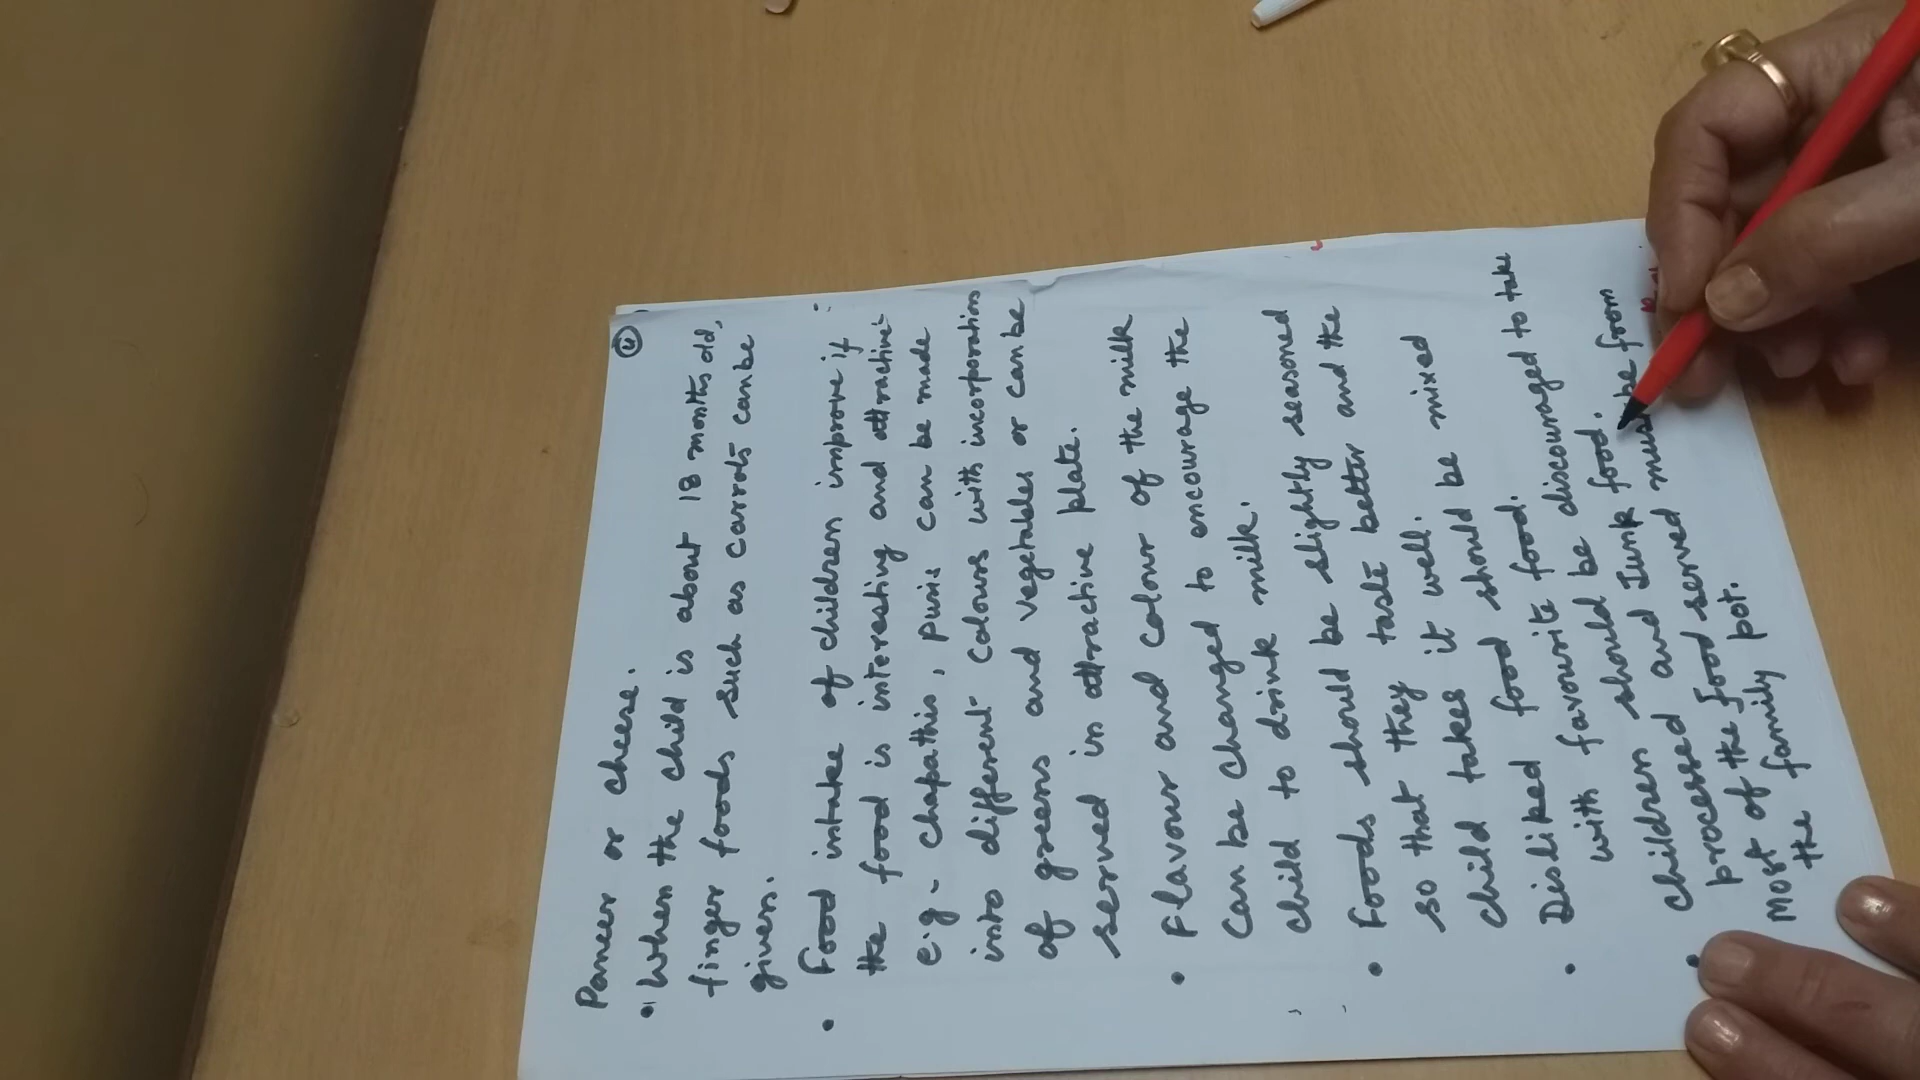 ④
Paneer or cheese.
• When the child is about 18 months old,
finger foods such as carrots can be
given.
• Food intake of children improve if
the food is interesting and attractive
e.g - chapathis, puris can be made
into different colours with incorporation
of greens and vegetables or can be
served in attractive plate.
• Flavour and colour of the milk
can be changed to encourage the
child to drink milk.
• Foods should be slightly seasoned
so that they taste better and the
child takes it well.
child food should be mixed
• Disliked food.
with favourite food.
children should be discouraged to take
processed and Junk food.
• Most of the food served must be from
the family pot.